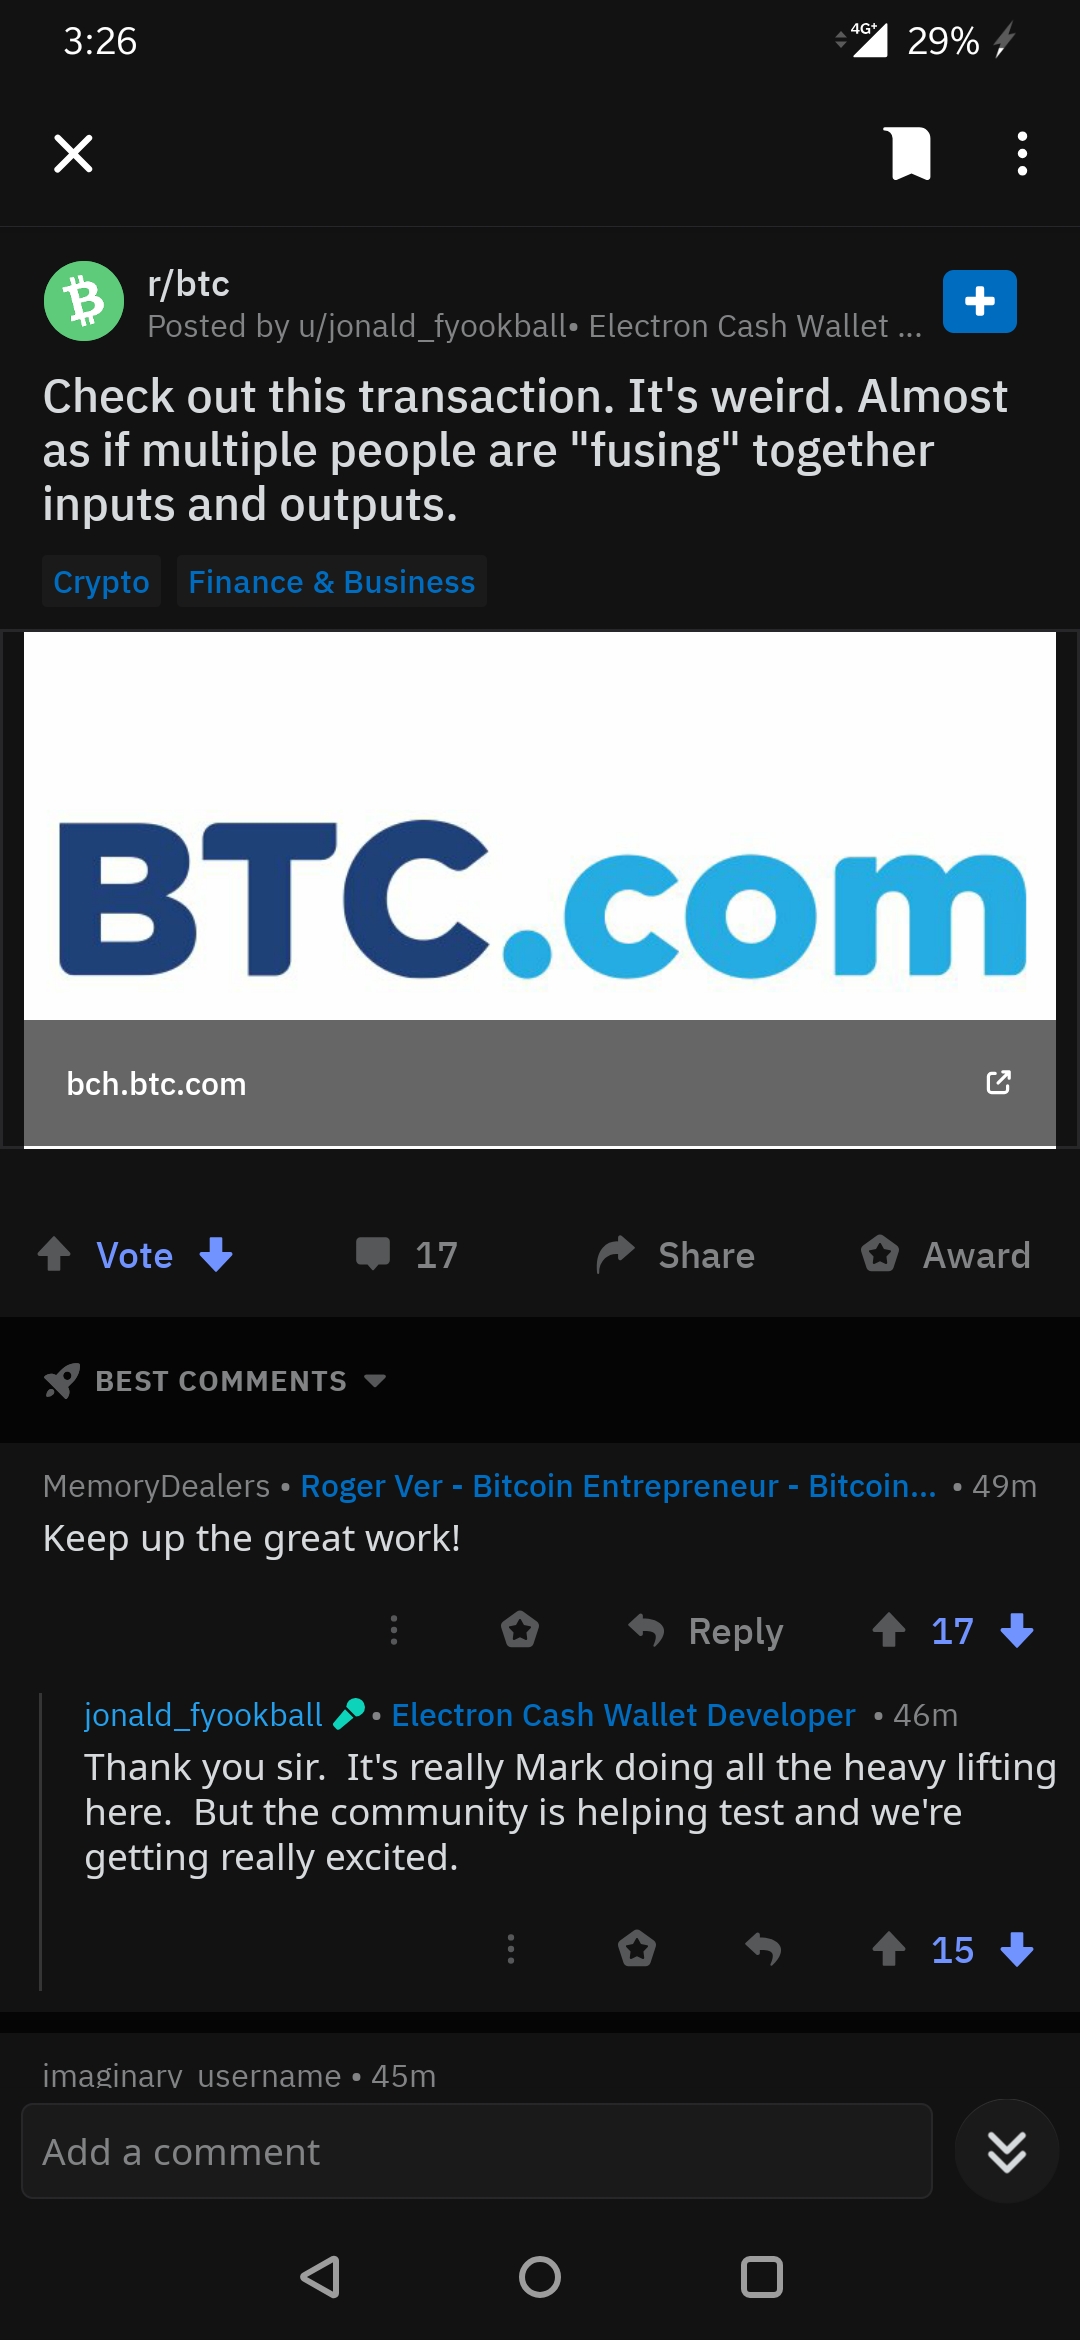 3:26
4G+
29%
r/btc
Posted by u/jonald_fyookball• Electron Cash Wallet ...
Check out this transaction. It's weird. Almost
as if multiple people are "fusing" together
inputs and outputs.
Crypto
Finance & Business
BTC.com
bch.btc.com
Vote
17
Share
Award
BEST COMMENTS
MemoryDealers • Roger Ver - Bitcoin Entrepreneur - Bitcoin... • 49m
Keep up the great work!
Reply
17
jonald_fyookball • Electron Cash Wallet Developer • 46m
Thank you sir.  It's really Mark doing all the heavy lifting
here.  But the community is helping test and we're
getting really excited.
15
imaginary_username • 45m
Add a comment